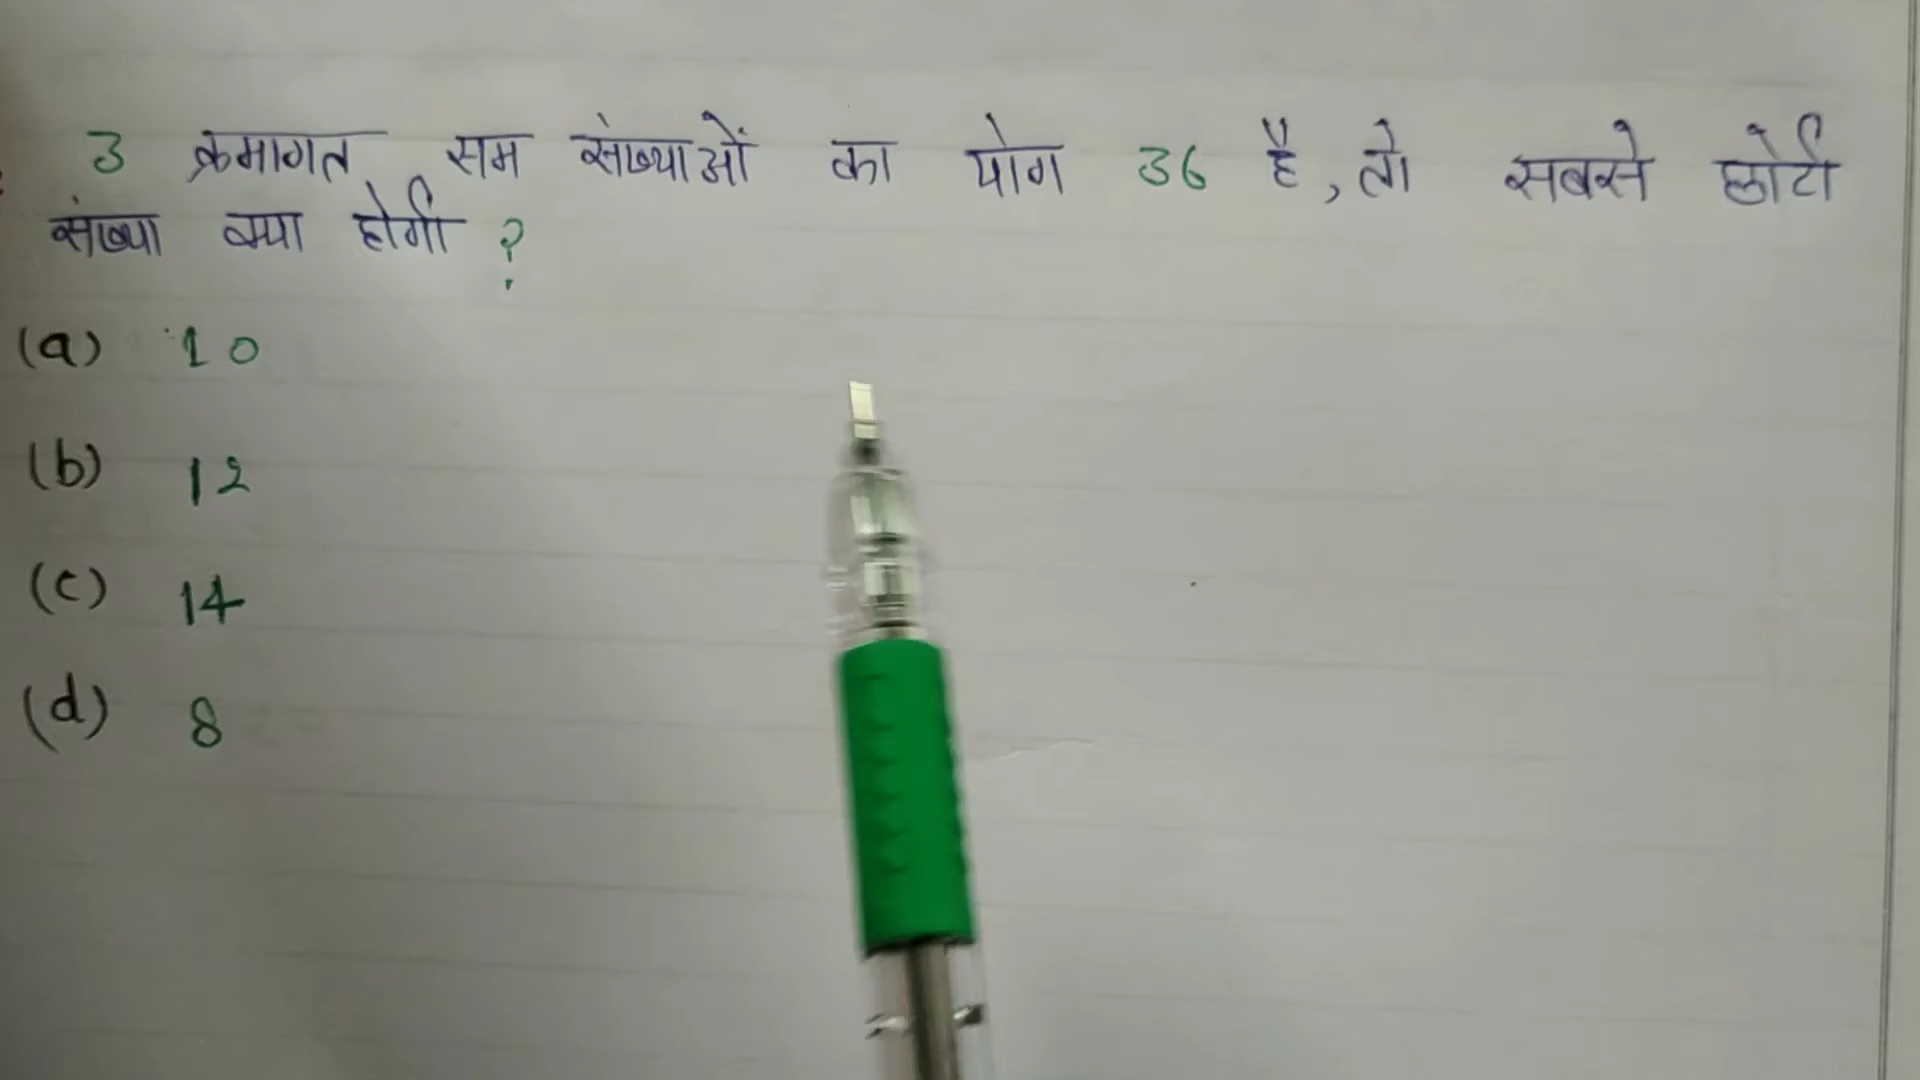 3 क्रमागत सम संख्याओं का योग 36 है, तो सबसे छोटी
संख्या क्या होगी ?
(a) 10
(b) 12
(c) 14
(d) 8